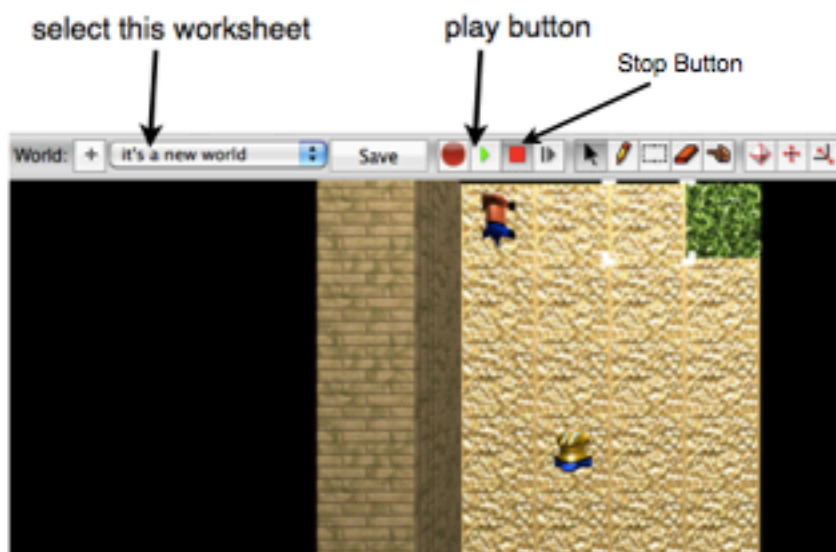 select this worksheet
play button
Stop Button
World:
it's a new world
Save